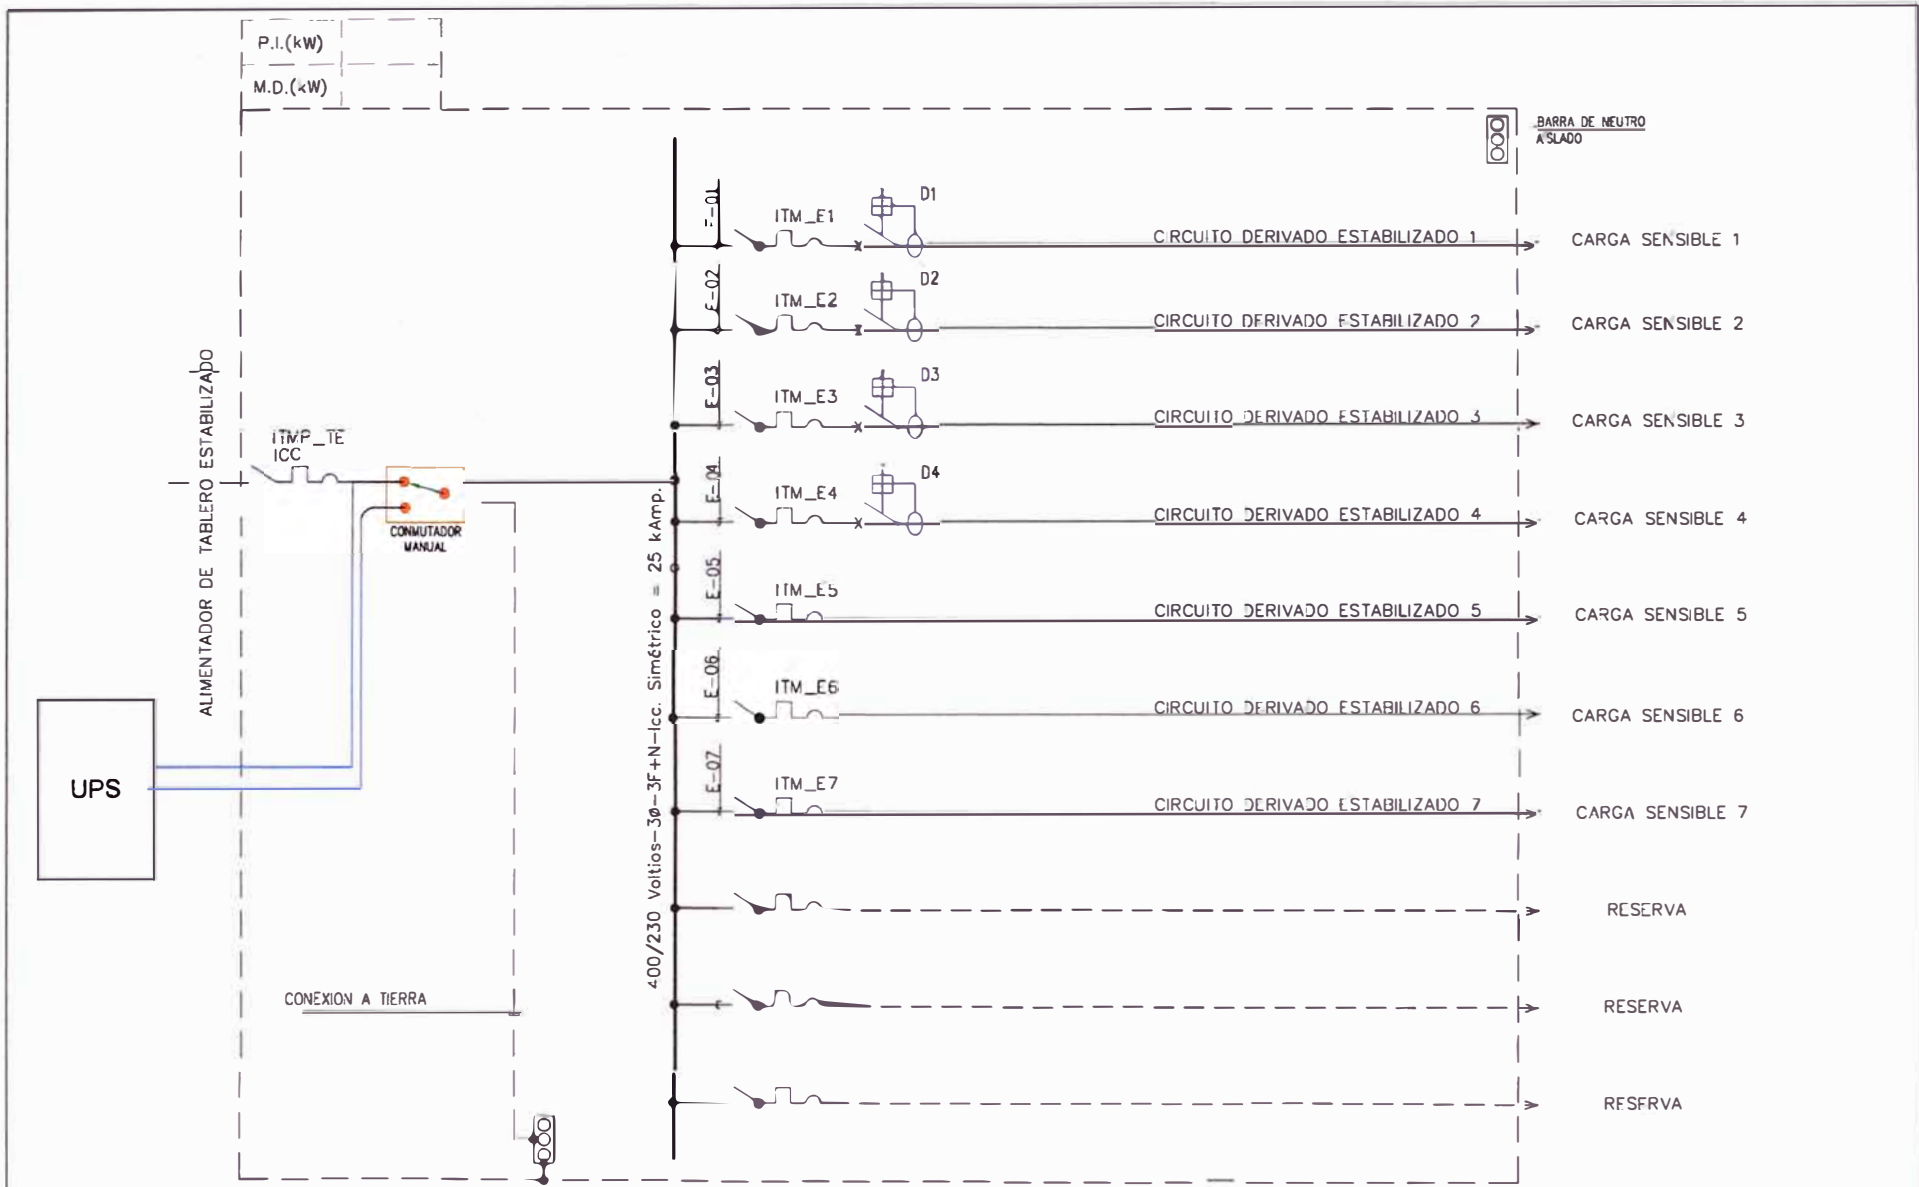 P.I.(kW)
M.D.(kW)
BARRA DE NEUTRO
A SLADO
E-01
ITM_E1
D1
CIRCUITO DERIVADO ESTABILIZADO 1
CARGA SENSIBLE 1
E-02
ITM_E2
D2
CIRCUITO DERIVADO ESTABILIZADO 2
CARGA SENSIBLE 2
E-03
ITM_E3
D3
CIRCUITO DERIVADO ESTABILIZADO 3
CARGA SENSIBLE 3
ALIMENTADOR DE TABLERO ESTABILIZADO
ITMP_TE
ICC
CONMUTADOR
MANUAL
E-04
ITM_E4
D4
CIRCUITO DERIVADO ESTABILIZADO 4
CARGA SENSIBLE 4
400/230 Voltios-3Ø-3F+N-Icc. Simétrico = 25 kAmp.
E-05
ITM_E5
CIRCUITO DERIVADO ESTABILIZADO 5
CARGA SENSIBLE 5
E-06
ITM_E6
CIRCUITO DERIVADO ESTABILIZADO 6
CARGA SENSIBLE 6
UPS
E-07
ITM_E7
CIRCUITO DERIVADO ESTABILIZADO 7
CARGA SENSIBLE 7
RESERVA
CONEXION A TIERRA
RESERVA
RESERVA